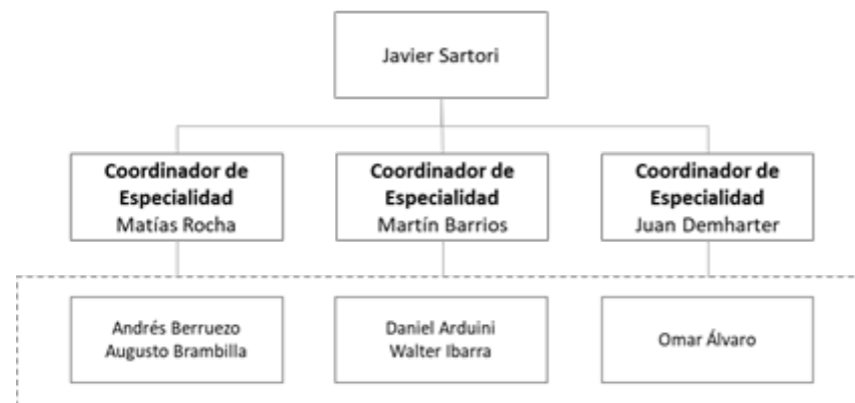 Javier Sartori
Coordinador de
Especialidad
Matías Rocha
Coordinador de
Especialidad
Martín Barrios
Coordinador de
Especialidad
Juan Demharter
Andrés Berruezo
Augusto Brambilla
Daniel Arduini
Walter Ibarra
Omar Álvaro